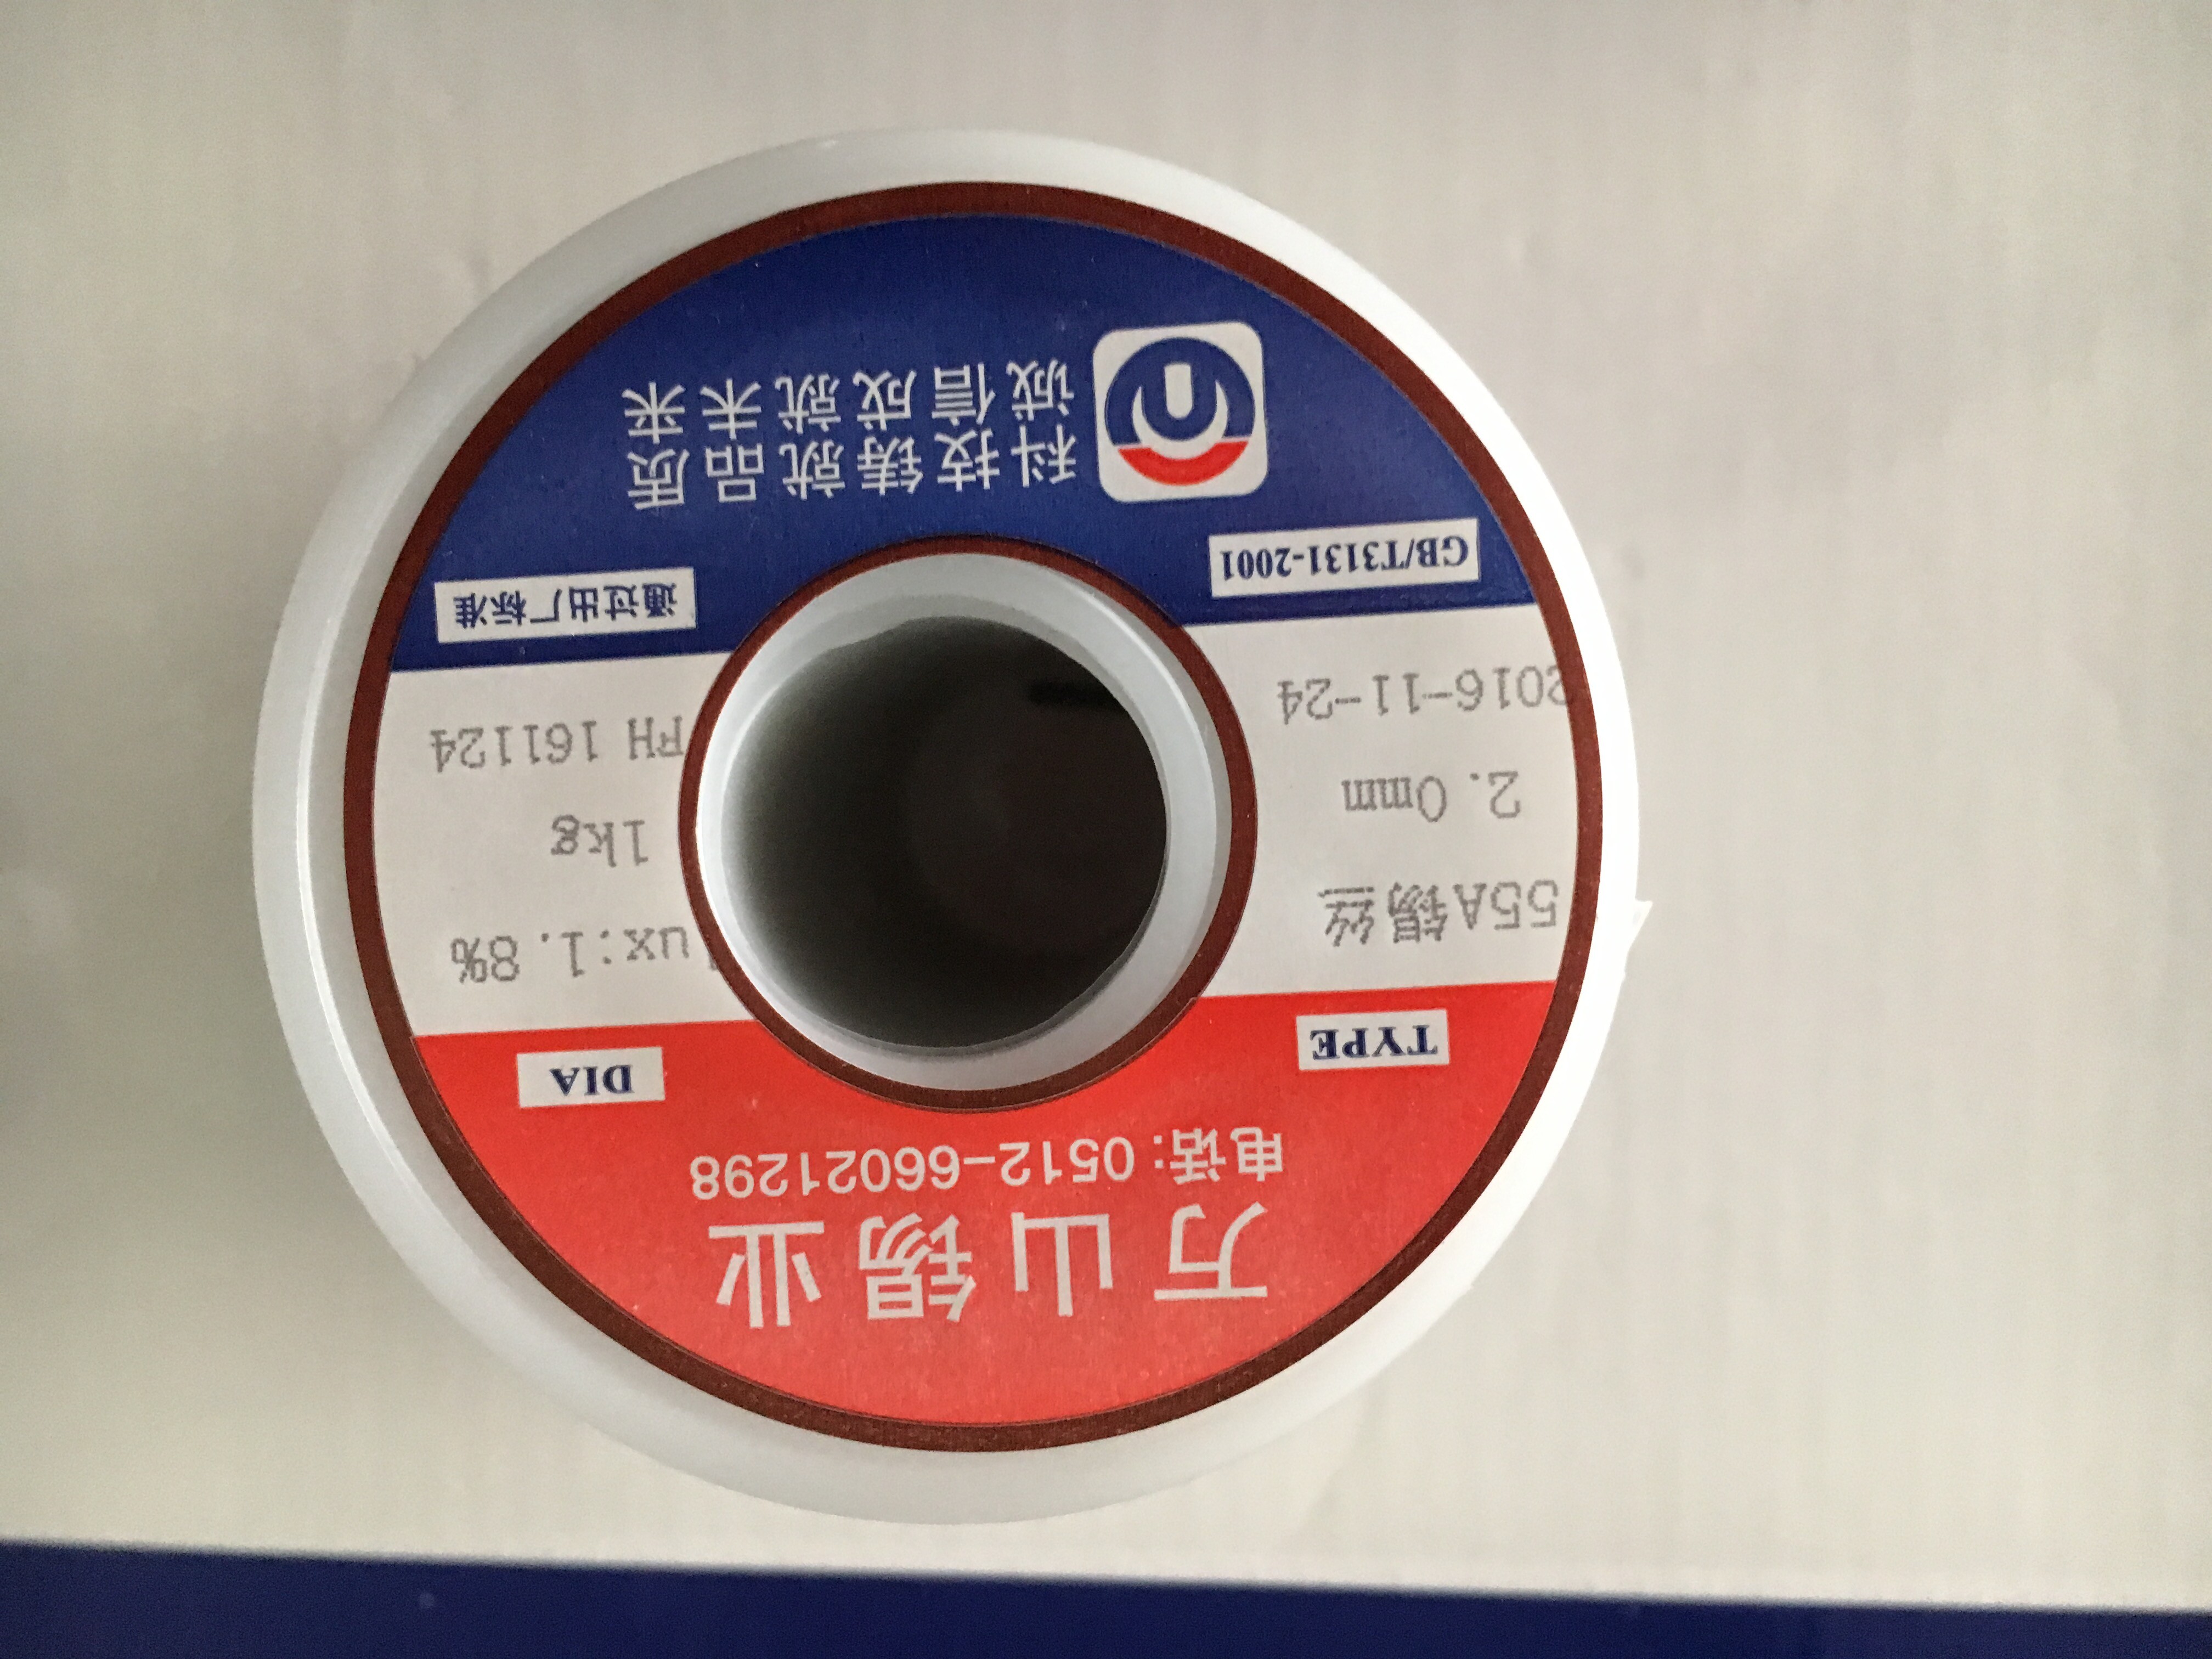 万山锡业
电话: 0512-66021298
TYPE
DIA
55A锡丝
ux:1.8%
2.0mm
1kg
2016-11-24
FH 161124
GB/T3131-2001
通过出厂标准
科技铸就品质
诚信成就未来